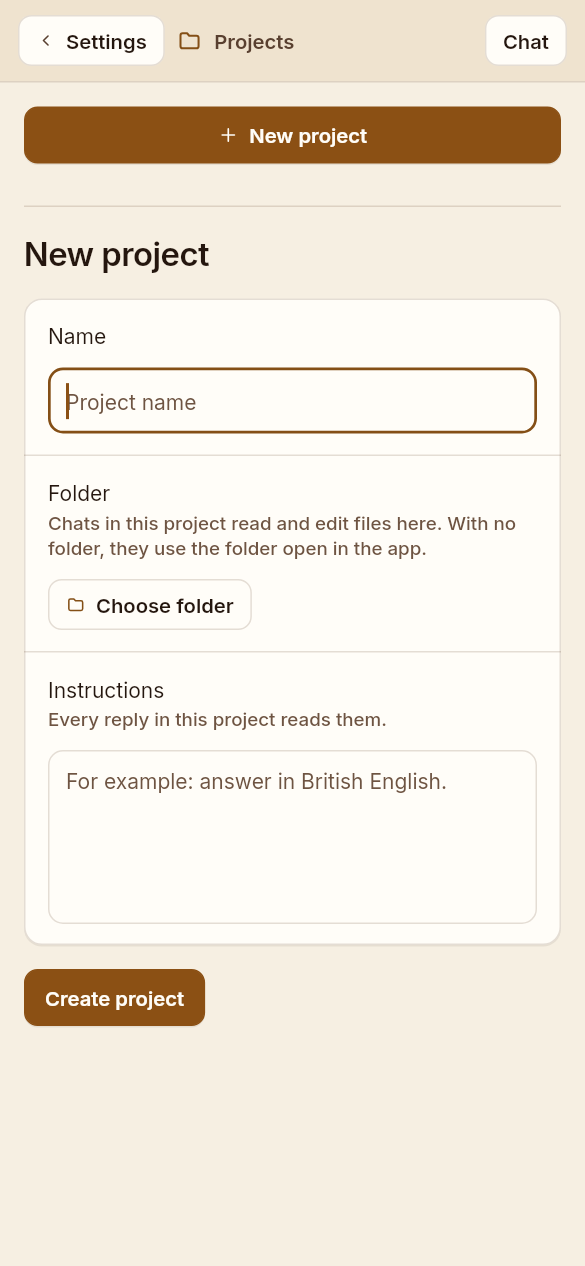 Settings
Projects
Chat
New project
New project
Name
Project name
Folder
Chats in this project read and edit files here. With no
folder, they use the folder open in the app.
Choose folder
Instructions
Every reply in this project reads them.
For example: answer in British English.
Create project